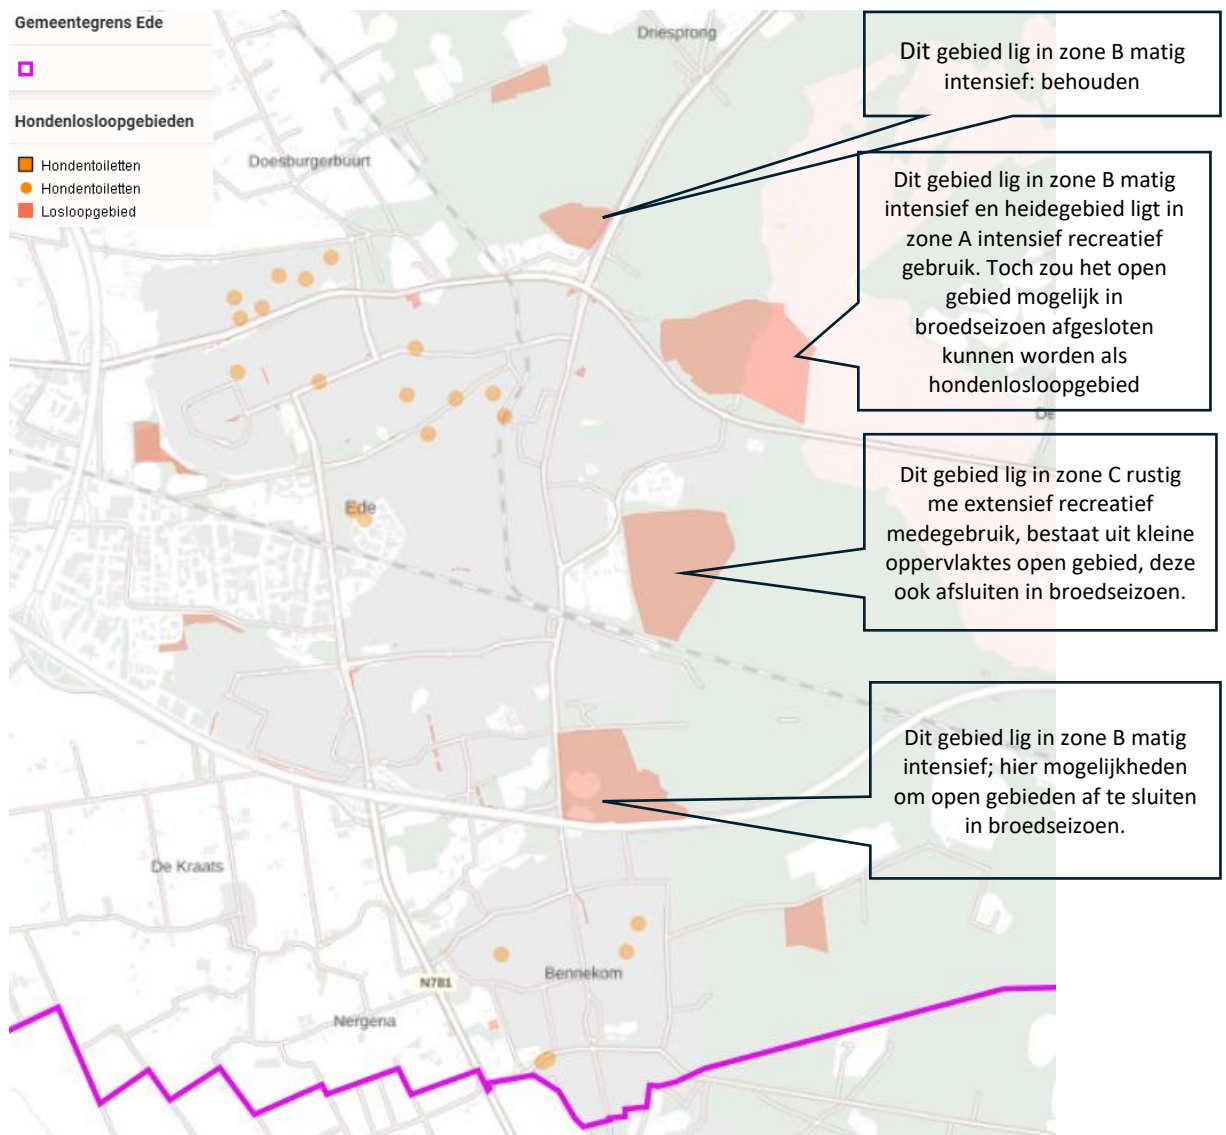 Gemeentegrens Ede
Hondenlosloopgebieden
Hondentoiletten
Hondentoiletten
Losloopgebied
Driesprong
Doesburgerbuurt
Ede
De Kraats
Bennekom
N781
Nergena
De
Dit gebied lig in zone B matig
intensief: behouden
Dit gebied lig in zone B matig
intensief en heidegebied ligt in
zone A intensief recreatief
gebruik. Toch zou het open
gebied mogelijk in
broedseizoen afgesloten
kunnen worden als
hondenlosloopgebied
Dit gebied lig in zone C rustig
me extensief recreatief
medegebruik, bestaat uit kleine
oppervlaktes open gebied, deze
ook afsluiten in broedseizoen.
Dit gebied lig in zone B matig
intensief; hier mogelijkheden
om open gebieden af te sluiten
in broedseizoen.